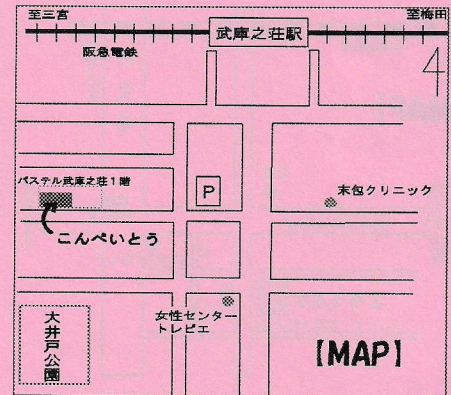 至三宮
至梅田
武庫之荘駅
阪急電鉄
パステル武庫之荘1階
P
末包クリニック
こんぺいとう
女性センター
トレピエ
大井戸公園
【MAP】